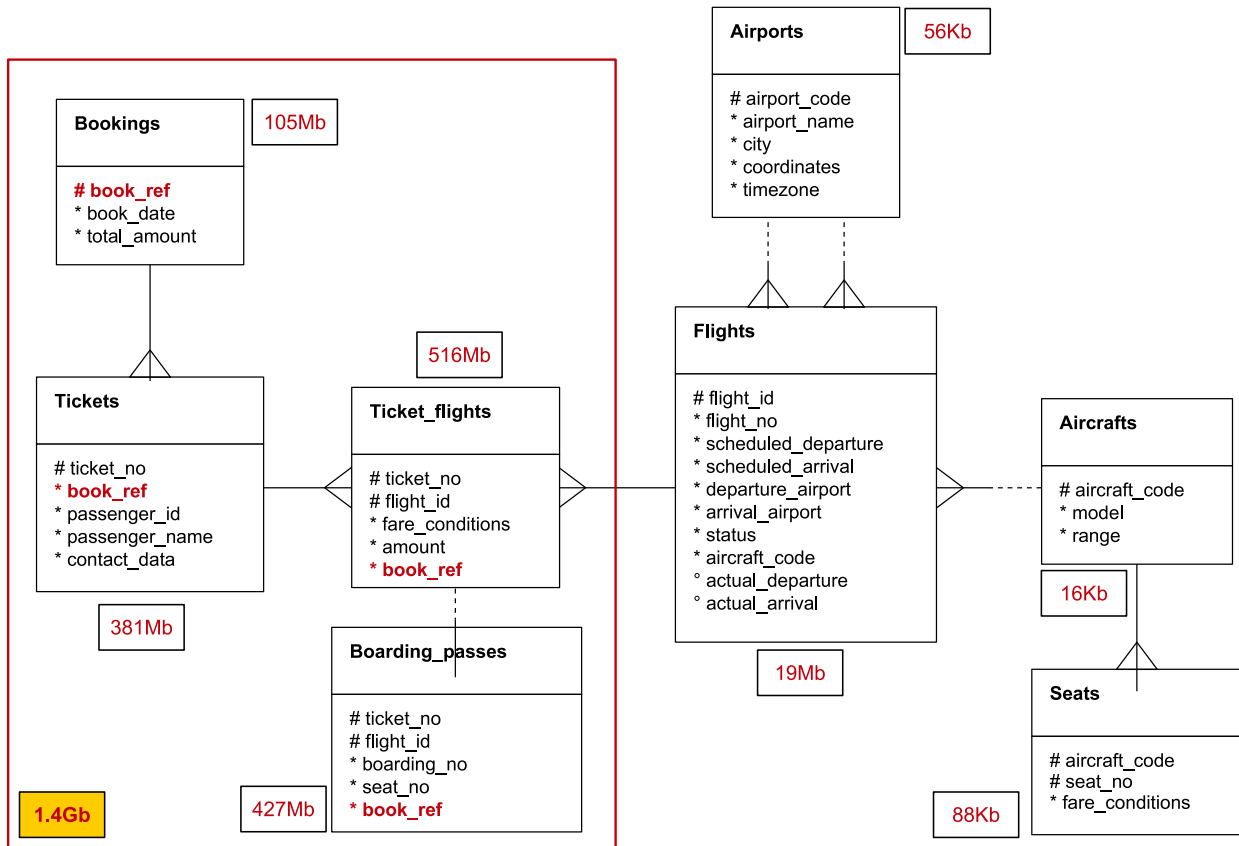 Bookings
105Mb
# book_ref
* book_date
* total_amount
Tickets
# ticket_no
* book_ref
* passenger_id
* passenger_name
* contact_data
381Mb
516Mb
Ticket_flights
# ticket_no
# flight_id
* fare_conditions
* amount
* book_ref
Boarding_passes
# ticket_no
# flight_id
* boarding_no
* seat_no
* book_ref
427Mb
1.4Gb
Airports
56Kb
# airport_code
* airport_name
* city
* coordinates
* timezone
Flights
# flight_id
* flight_no
* scheduled_departure
* scheduled_arrival
* departure_airport
* arrival_airport
* status
* aircraft_code
° actual_departure
° actual_arrival
19Mb
Aircrafts
# aircraft_code
* model
* range
16Kb
Seats
# aircraft_code
# seat_no
* fare_conditions
88Kb